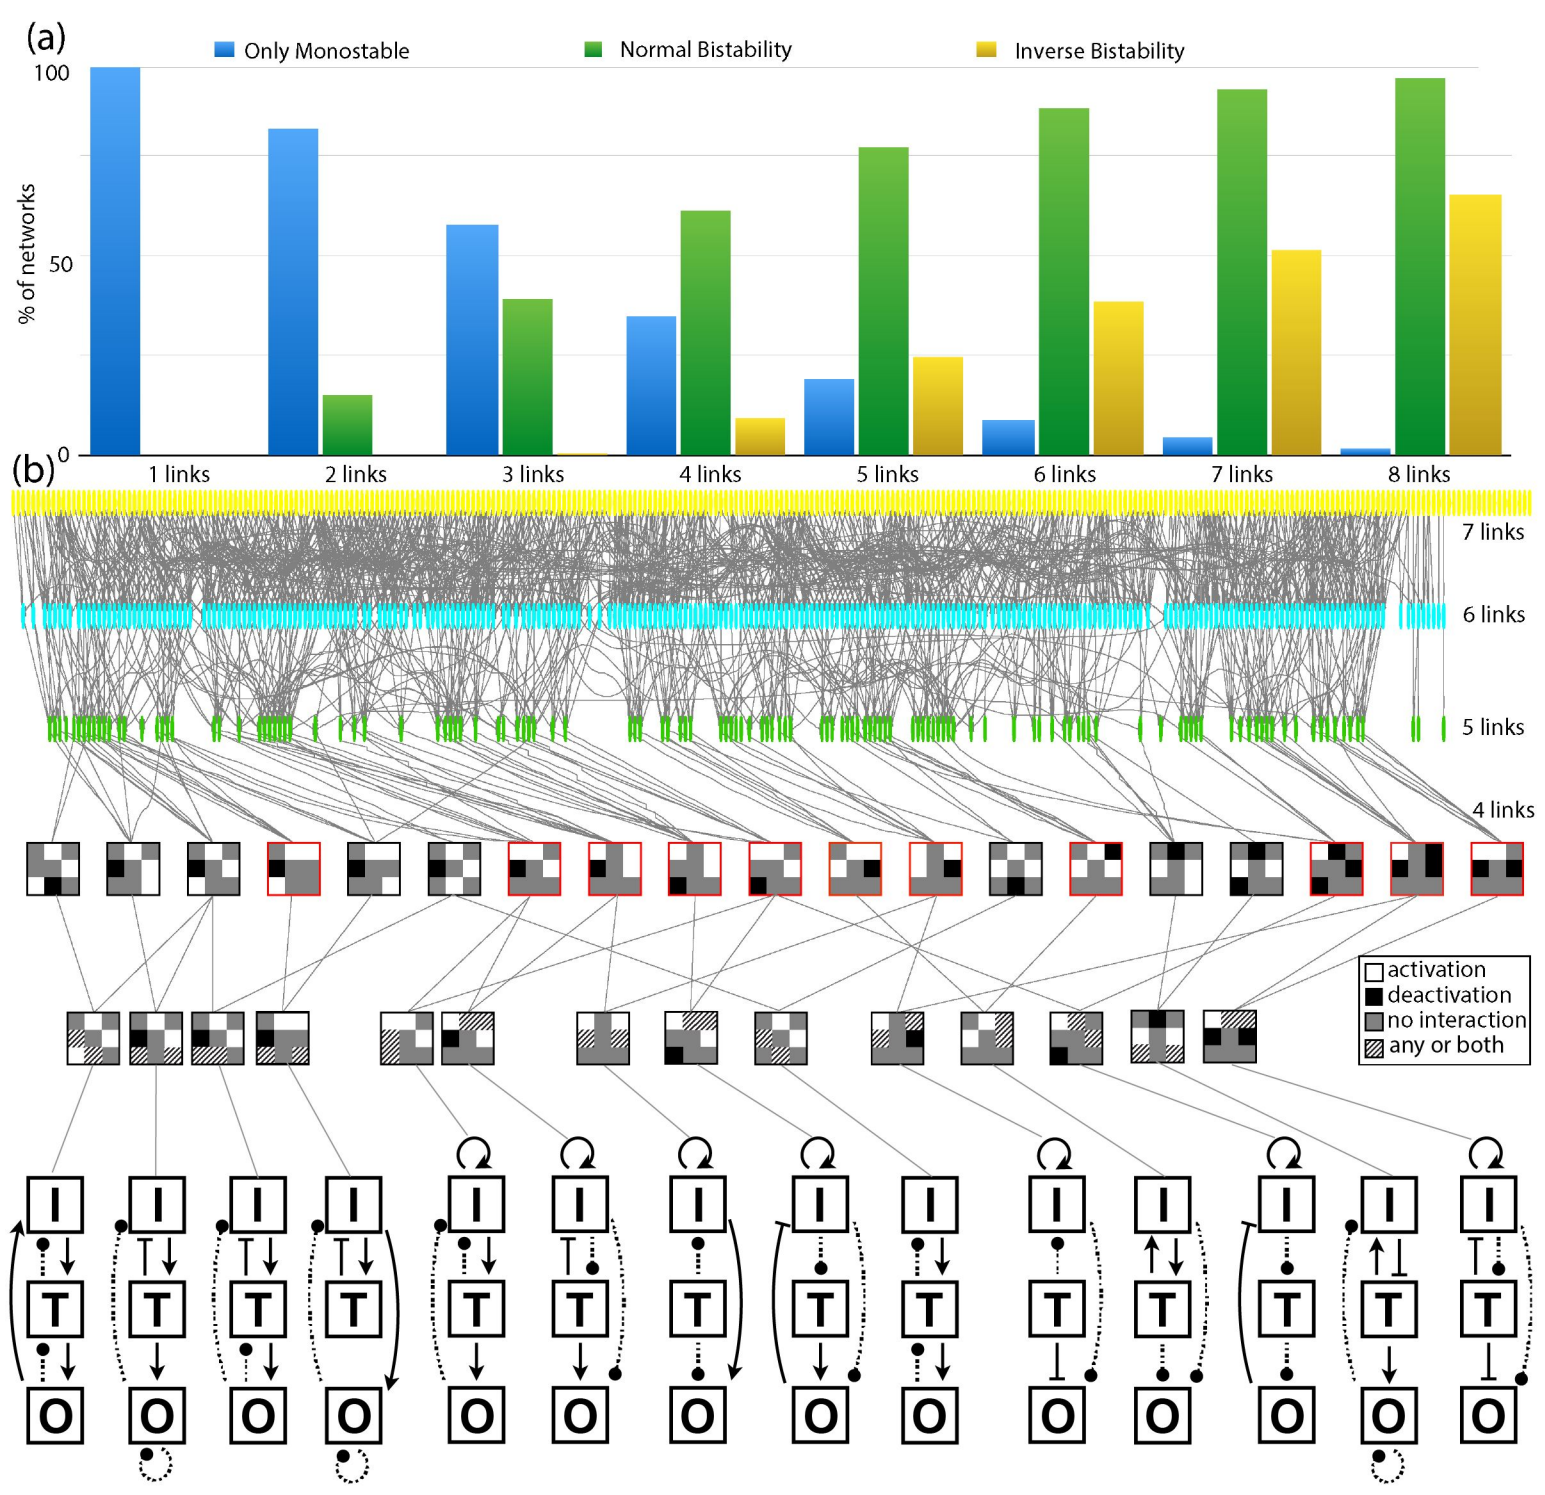 (a)
Only Monostable Normal Bistability Inverse Bistability
100
50
0
% of networks
1 links 2 links 3 links 4 links 5 links 6 links 7 links 8 links
(b)
7 links
6 links
5 links
4 links
activation
deactivation
no interaction
any or both
I I I I I I I I I I I I I I
T T T T T T T T T T T T T T
O O O O O O O O O O O O O O